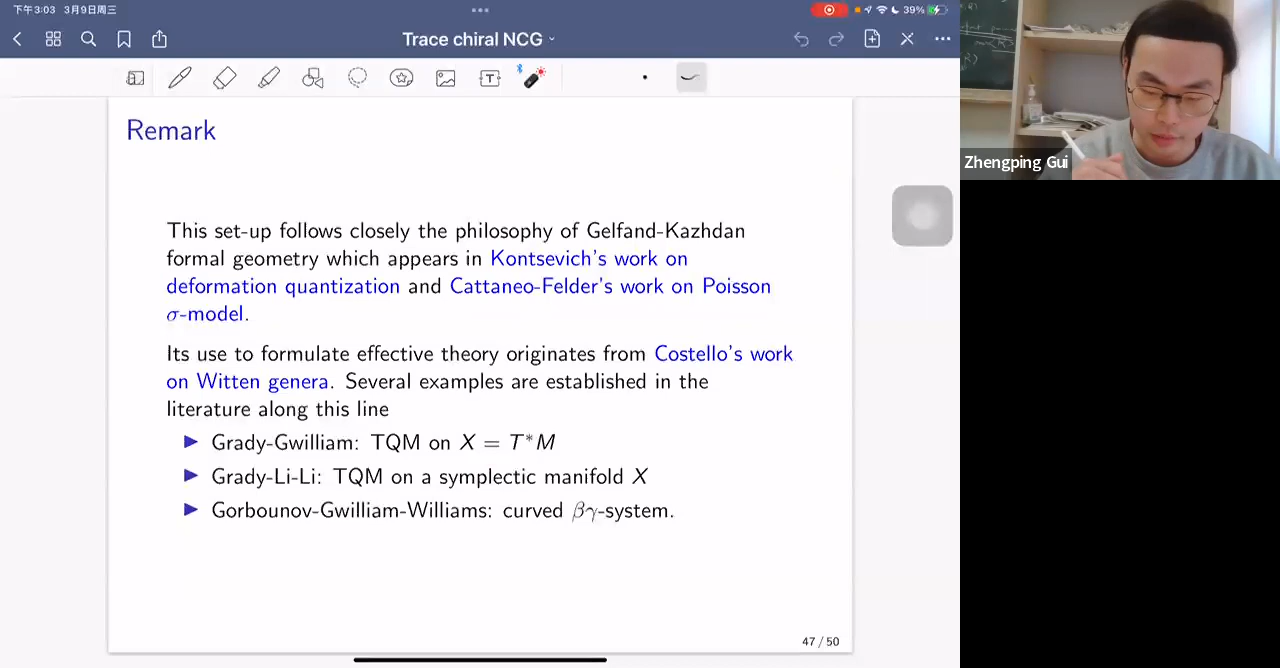 下午3:03 3月9日周三
39%
Trace chiral NCG
Zhengping Gui
Remark
This set-up follows closely the philosophy of Gelfand-Kazhdan
formal geometry which appears in Kontsevich's work on
deformation quantization and Cattaneo-Felder's work on Poisson
σ-model.
Its use to formulate effective theory originates from Costello's work
on Witten genera. Several examples are established in the
literature along this line
▶ Grady-Gwilliam: TQM on X = T*M
▶ Grady-Li-Li: TQM on a symplectic manifold X
▶ Gorbounov-Gwilliam-Williams: curved βγ-system.
47 / 50